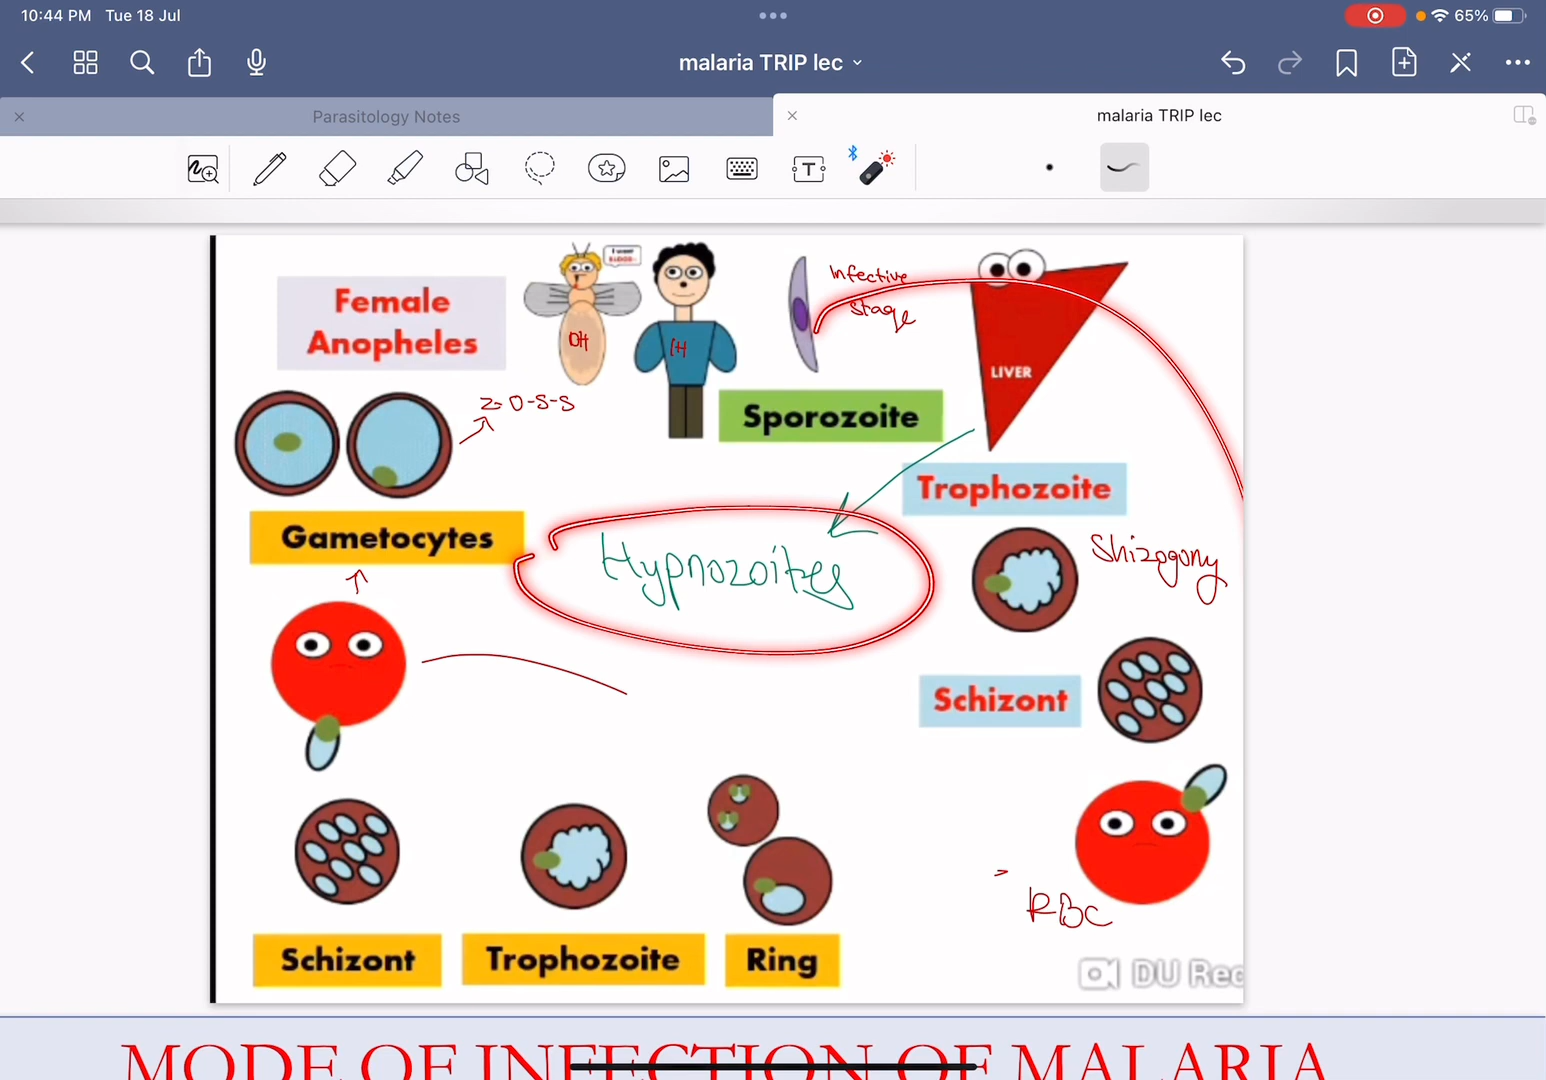 10:44 PM Tue 18 Jul
65%
malaria TRIP lec
Parasitology Notes
malaria TRIP lec
T
Female
Anopheles
I want
OH
IH
Infective
stage
LIVER
Sporozoite
Z-O-S-S
Trophozoite
Gametocytes
Hypnozoites
Shizogony
Schizont
RBC
Schizont
Trophozoite
Ring
DU Rec
MODE OF INFECTION OF MALARIA